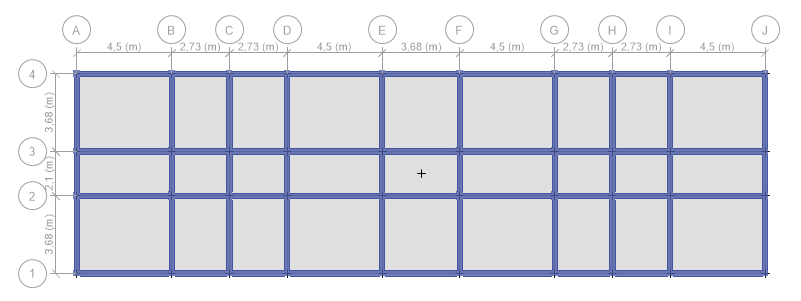 A B C D E F G H I J
4,5 (m) 2,73 (m) 2,73 (m) 4,5 (m) 3,68 (m) 4,5 (m) 2,73 (m) 2,73 (m) 4,5 (m)
4
3,68 (m)
3
2,1 (m)
2
3,68 (m)
1